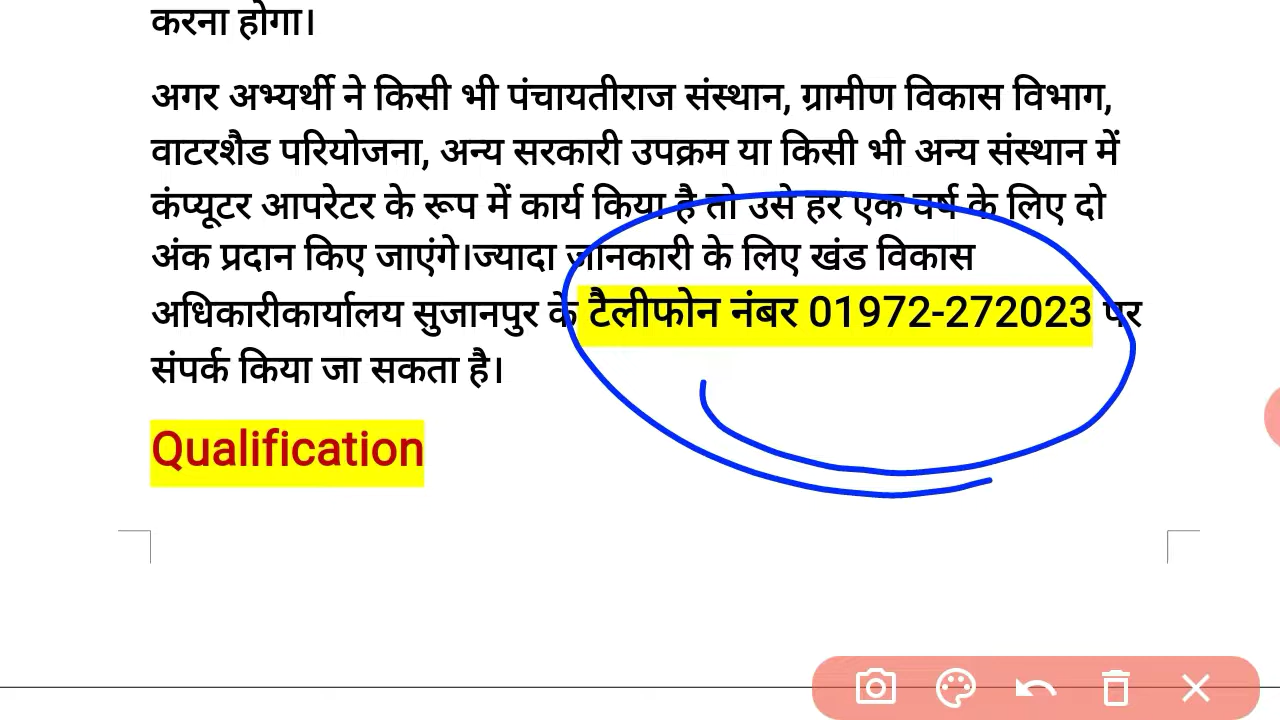 करना होगा।
अगर अभ्यर्थी ने किसी भी पंचायतीराज संस्थान, ग्रामीण विकास विभाग,
वाटरशैड परियोजना, अन्य सरकारी उपक्रम या किसी भी अन्य संस्थान में
कंप्यूटर आपरेटर के रूप में कार्य किया है तो उसे हर एक वर्ष के लिए दो
अंक प्रदान किए जाएंगे।ज्यादा जानकारी के लिए खंड विकास
अधिकारीकार्यालय सुजानपुर के टैलीफोन नंबर 01972-272023 पर
संपर्क किया जा सकता है।
Qualification